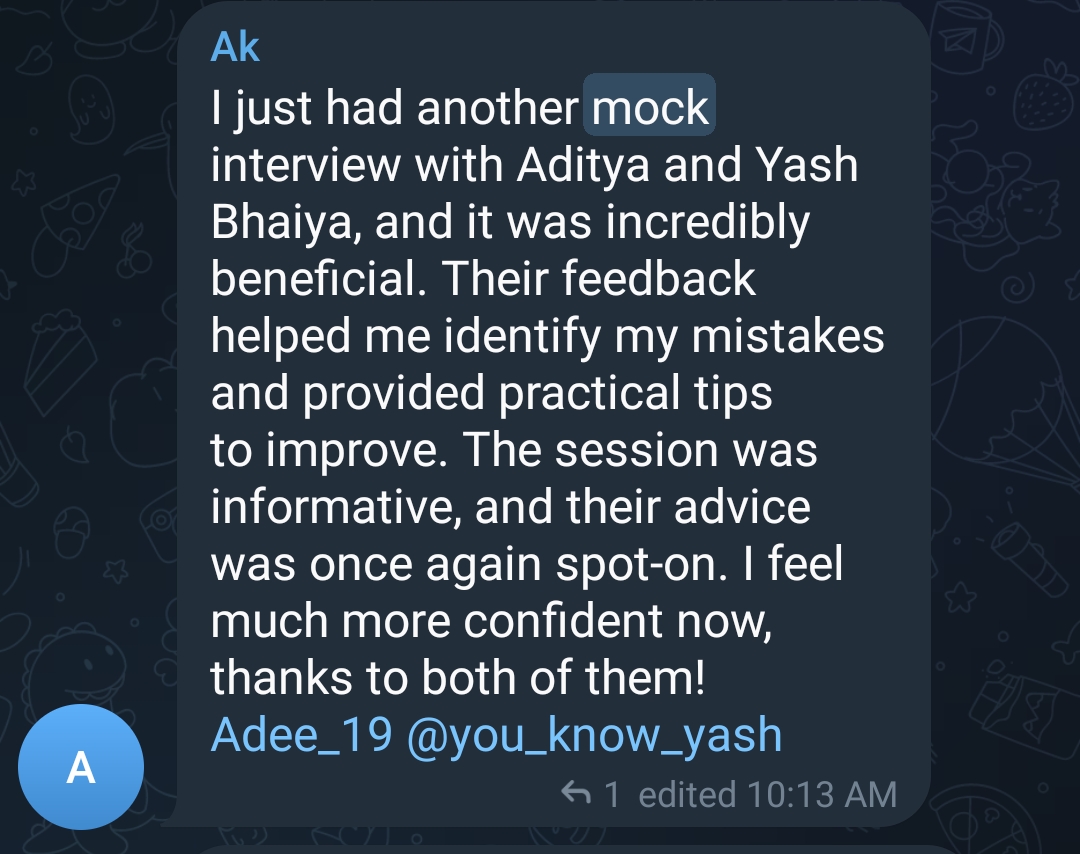 Ak
I just had another mock
interview with Aditya and Yash
Bhaiya, and it was incredibly
beneficial. Their feedback
helped me identify my mistakes
and provided practical tips
to improve. The session was
informative, and their advice
was once again spot-on. I feel
much more confident now,
thanks to both of them!
Adee_19 @you_know_yash
1 edited 10:13 AM
A